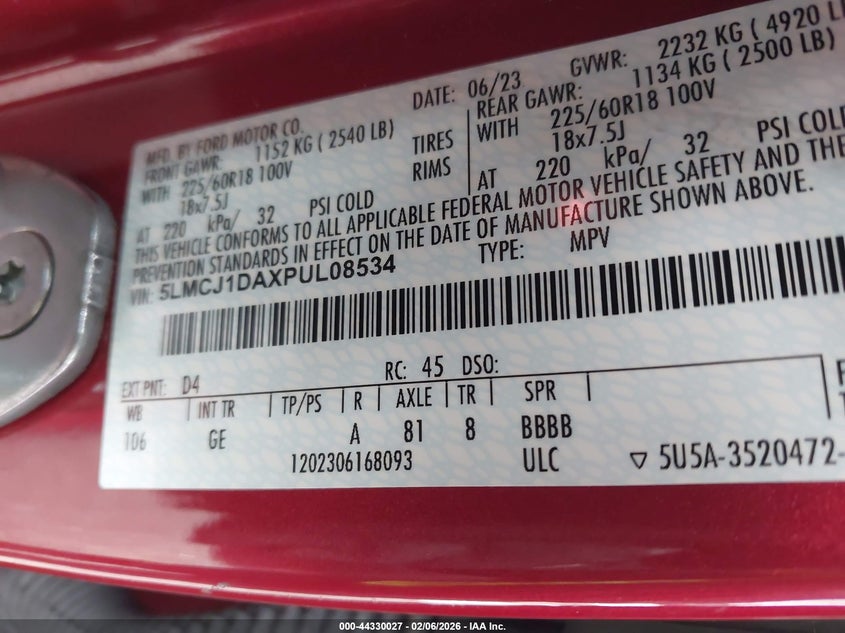 MFD. BY FORD MOTOR CO.
DATE: 06/23 GVWR: 2232 KG ( 4920 L
FRONT GAWR: 1152 KG ( 2540 LB)
REAR GAWR: 1134 KG ( 2500 LB)
WITH 225/60R18 100V TIRES WITH 225/60R18 100V
18x7.5J RIMS 18x7.5J
AT 220 kPa/ 32 PSI COLD AT 220 kPa/ 32 PSI COLD
THIS VEHICLE CONFORMS TO ALL APPLICABLE FEDERAL MOTOR VEHICLE SAFETY AND THE
PREVENTION STANDARDS IN EFFECT ON THE DATE OF MANUFACTURE SHOWN ABOVE.
VIN: 5LMCJ1DAXPUL08534 TYPE: MPV
EXT PNT: D4 RC: 45 DSO:
WB INT TR TP/PS R AXLE TR SPR
106 GE A 81 8 BBBB
1202306168093 ULC ▽ 5U5A-3520472-
000-44330027 - 02/06/2026 - IAA Inc.